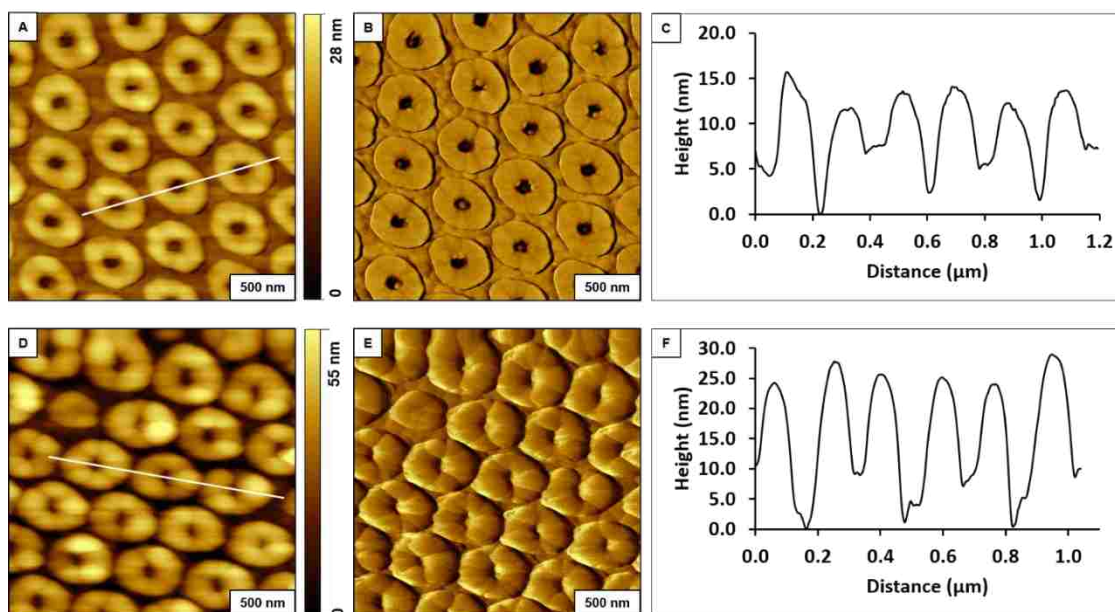 A
28 nm
0
500 nm
B
500 nm
C
20.0
15.0
10.0
5.0
0.0
Height (nm)
0.0 0.2 0.4 0.6 0.8 1.0 1.2
Distance (µm)
D
55 nm
0
500 nm
E
500 nm
F
30.0
25.0
20.0
15.0
10.0
5.0
0.0
Height (nm)
0.0 0.2 0.4 0.6 0.8 1.0
Distance (µm)